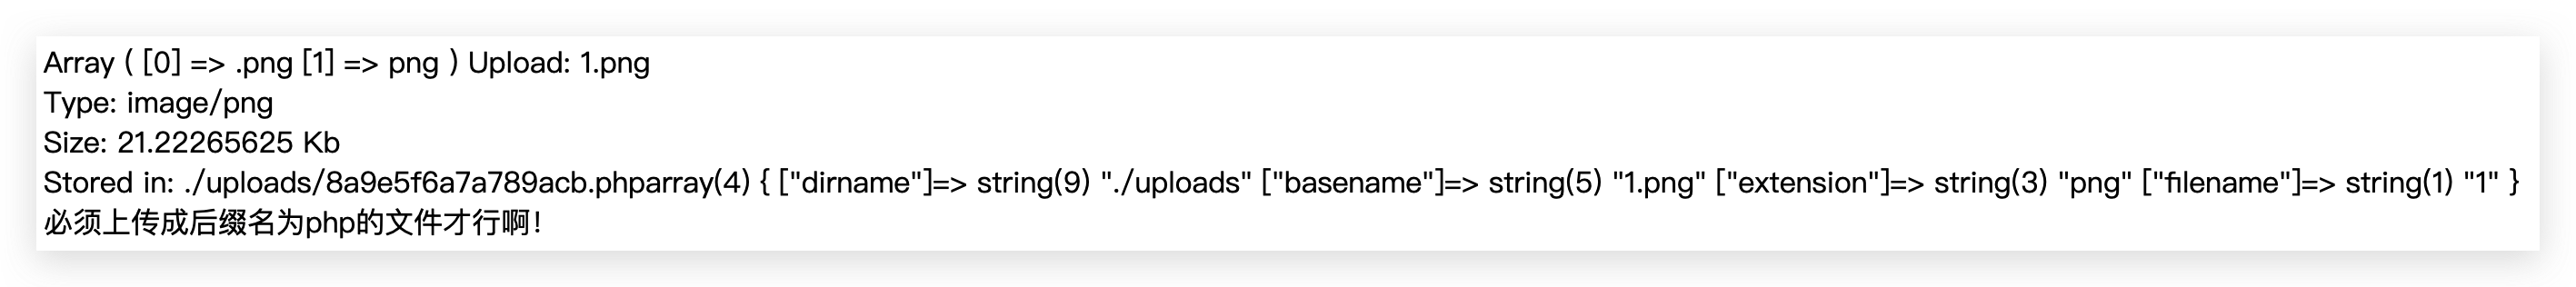 Array ( [0] => .png [1] => png ) Upload: 1.png
Type: image/png
Size: 21.22265625 Kb
Stored in: ./uploads/8a9e5f6a7a789acb.phparray(4) { ["dirname"]=> string(9) "./uploads" ["basename"]=> string(5) "1.png" ["extension"]=> string(3) "png" ["filename"]=> string(1) "1" }
必须上传成后缀名为php的文件才行啊！